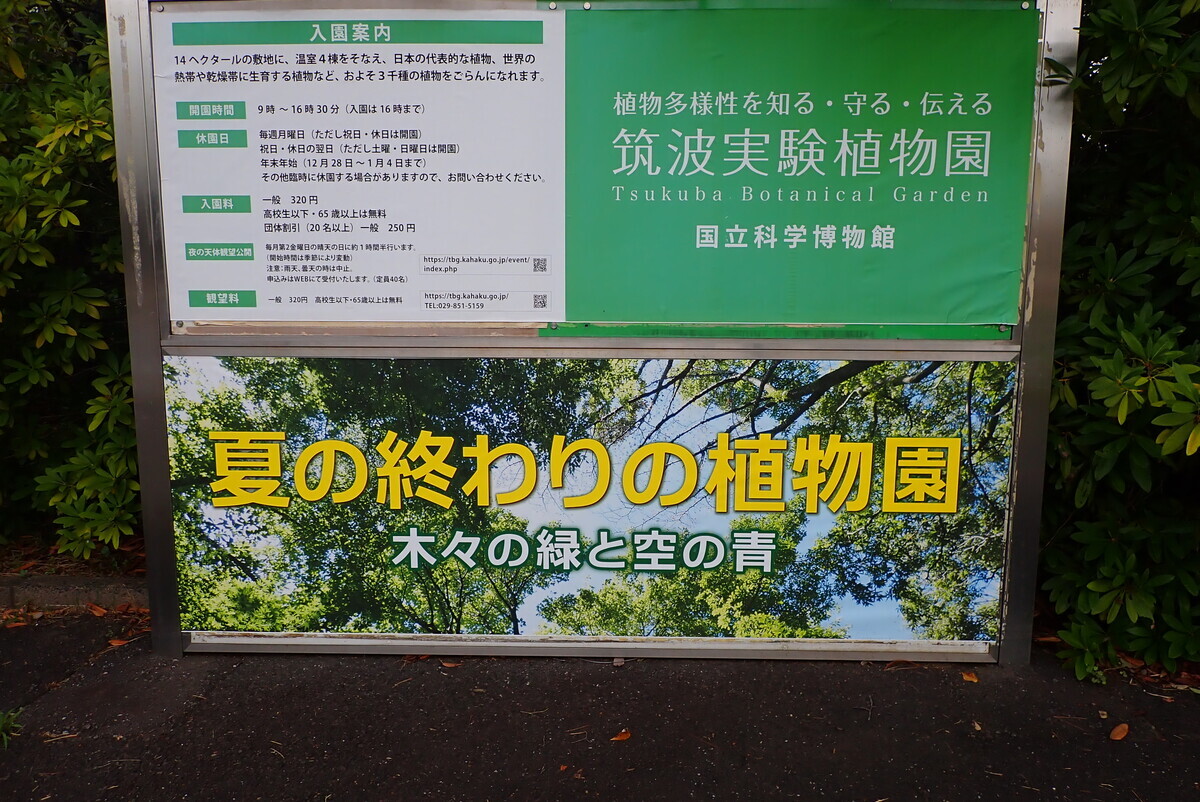 入園案内
14ヘクタールの敷地に、温室4棟をそなえ、日本の代表的な植物、世界の
熱帯や乾燥帯に生育する植物など、およそ3千種の植物をごらんになれます。
開園時間 9時～16時30分（入園は16時まで）
休園日 毎週月曜日（ただし祝日・休日は開園）
祝日・休日の翌日（ただし土曜・日曜日は開園）
年末年始（12月28日～1月4日まで）
その他臨時に休園する場合がありますので、お問い合わせください。
入園料 一般 320円
高校生以下・65歳以上は無料
団体割引（20名以上）一般 250円
夜の天体観望公開 毎月第2金曜日の晴天の日に約1時間半行います。
（開始時間は季節により変動）
注意：雨天、曇天の時は中止。
申込みはWEBにて受付いたします。（定員40名）
https://tbg.kahaku.go.jp/event/
index.php
観望料 一般 320円 高校生以下・65歳以上は無料
https://tbg.kahaku.go.jp/
TEL:029-851-5159
植物多様性を知る・守る・伝える
筑波実験植物園
Tsukuba Botanical Garden
国立科学博物館
夏の終わりの植物園
木々の緑と空の青